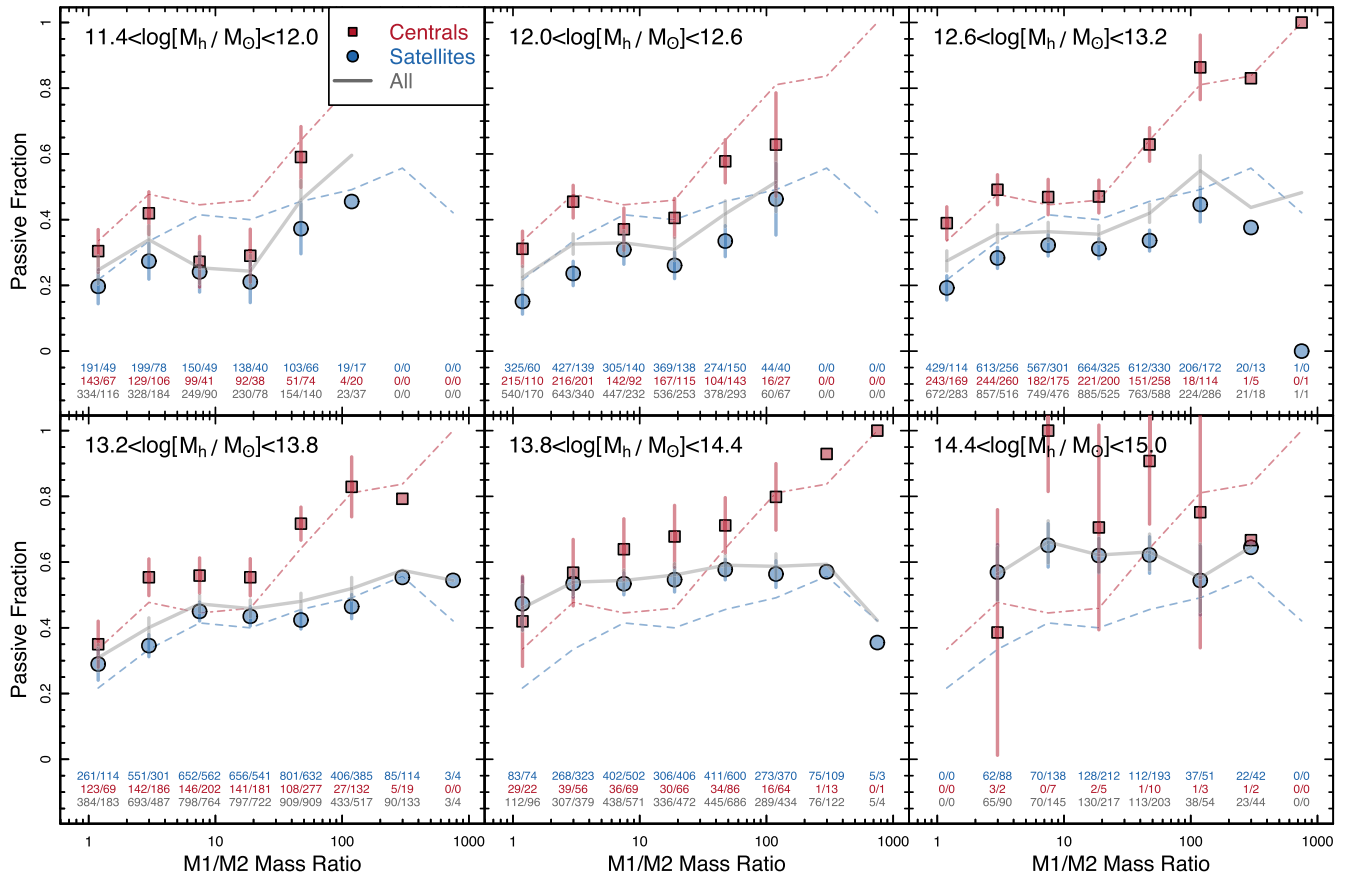 11.4<log[Mh / M⊙]<12.0
Centrals
Satellites
All
12.0<log[Mh / M⊙]<12.6
12.6<log[Mh / M⊙]<13.2
Passive Fraction
1
0.8
0.6
0.4
0.2
0
191/49 199/78 150/49 138/40 103/66 19/17 0/0 0/0
143/67 129/106 99/41 92/38 51/74 4/20 0/0 0/0
334/116 328/184 249/90 230/78 154/140 23/37 0/0 0/0
325/60 427/139 305/140 369/138 274/150 44/40 0/0 0/0
215/110 216/201 142/92 167/115 104/143 16/27 0/0 0/0
540/170 643/340 447/232 536/253 378/293 60/67 0/0 0/0
429/114 613/256 567/301 664/325 612/330 206/172 20/13 1/0
243/169 244/260 182/175 221/200 151/258 18/114 1/5 0/1
672/283 857/516 749/476 885/525 763/588 224/286 21/18 1/1
13.2<log[Mh / M⊙]<13.8
13.8<log[Mh / M⊙]<14.4
14.4<log[Mh / M⊙]<15.0
Passive Fraction
1
0.8
0.6
0.4
0.2
0
261/114 551/301 652/562 656/541 801/632 406/385 85/114 3/4
123/69 142/186 146/202 141/181 108/277 27/132 5/19 0/0
384/183 693/487 798/764 797/722 909/909 433/517 90/133 3/4
83/74 268/323 402/502 306/406 411/600 273/370 75/109 5/3
29/22 39/56 36/69 30/66 34/86 16/64 1/13 0/1
112/96 307/379 438/571 336/472 445/686 289/434 76/122 5/4
0/0 62/88 70/138 128/212 112/193 37/51 22/42 0/0
0/0 3/2 0/7 2/5 1/10 1/3 1/2 0/0
0/0 65/90 70/145 130/217 113/203 38/54 23/44 0/0
1 10 100 1000
1 10 100 1000
1 10 100 1000
M1/M2 Mass Ratio
M1/M2 Mass Ratio
M1/M2 Mass Ratio